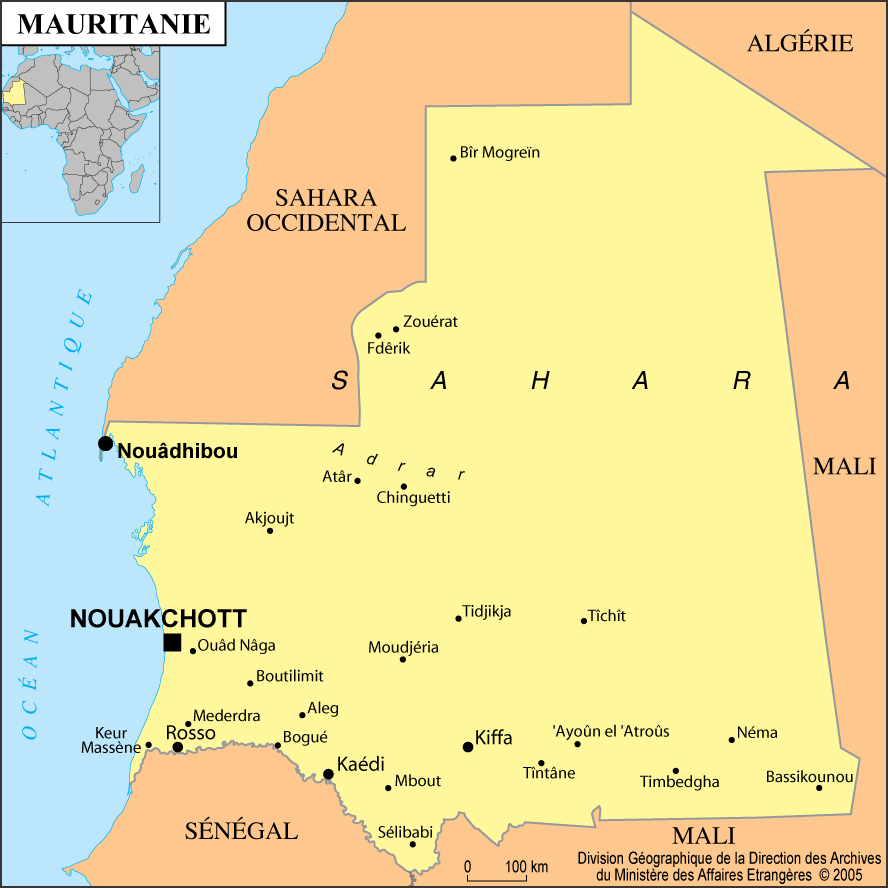 MAURITANIE
ALGÉRIE
Bîr Mogreïn
SAHARA
OCCIDENTAL
OCÉAN ATLANTIQUE
Zouérat
Fdêrik
S A H A R A
Nouâdhibou
Adrar
Atâr
Chinguetti
MALI
Akjoujt
NOUAKCHOTT
Ouâd Nâga
Tidjikja
Tîchît
Moudjéria
Boutilimit
Aleg
Mederdra
Keur
Massène
Rosso
Bogué
Kiffa
'Ayoûn el 'Atroûs
Néma
Kaédi
Mbout
Tîntâne
Timbedgha
Bassikounou
SÉNÉGAL
Sélibabi
MALI
0 100 km
Division Géographique de la Direction des Archives
du Ministère des Affaires Etrangères © 2005